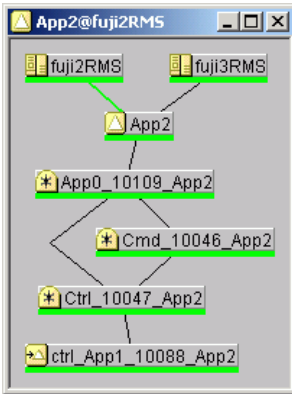 App2@fuji2RMS
fuji2RMS fuji3RMS
App2
App0_10109_App2
Cmd_10046_App2
Ctrl_10047_App2
ctrl_App1_10088_App2